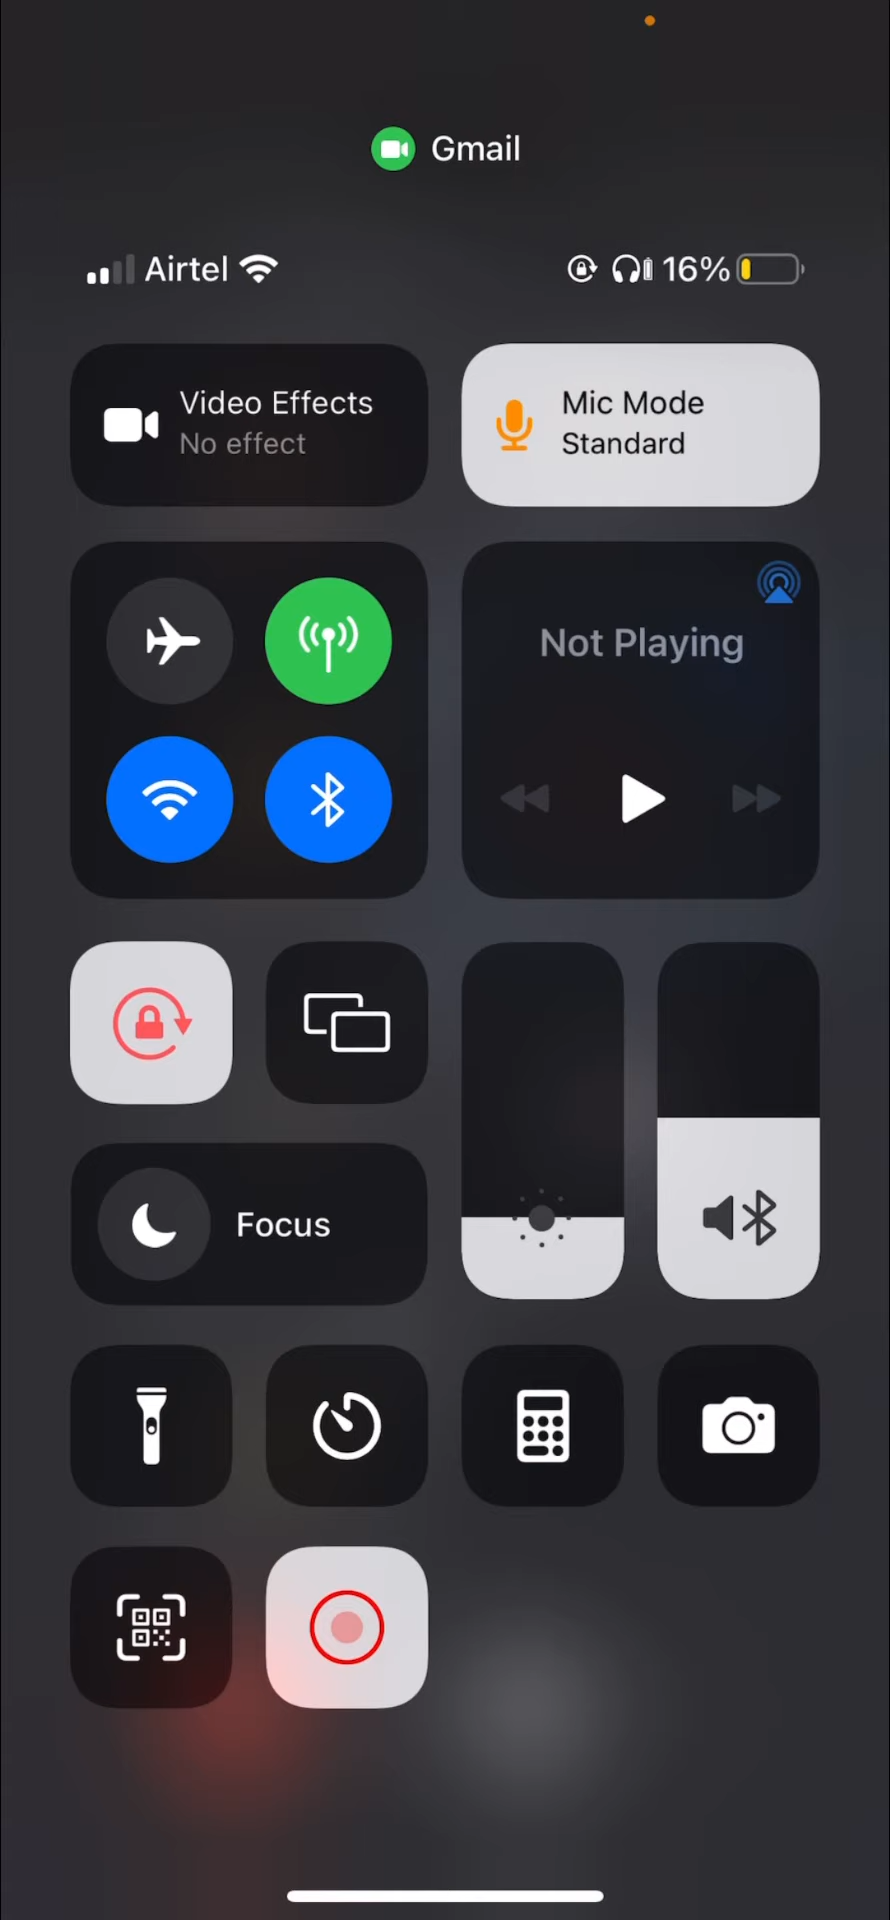 Gmail
Airtel 16%
Video Effects
No effect
Mic Mode
Standard
Not Playing
Focus